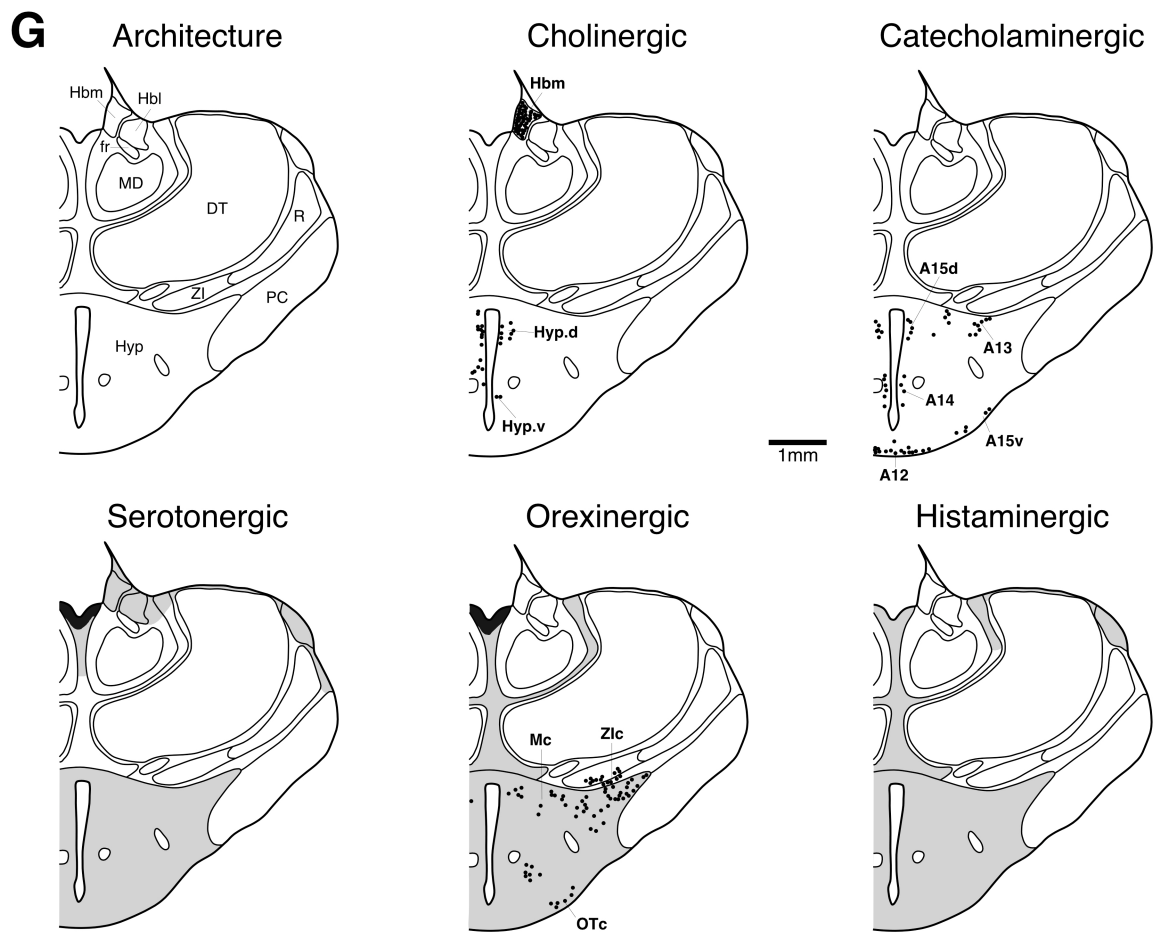 G
Architecture
Cholinergic
Catecholaminergic
Hbm
Hbl
fr
MD
DT
R
ZI
PC
Hyp
Hbm
Hyp.d
Hyp.v
A15d
A13
A14
A15v
A12
1mm
Serotonergic
Orexinergic
Histaminergic
Mc
ZIc
OTc